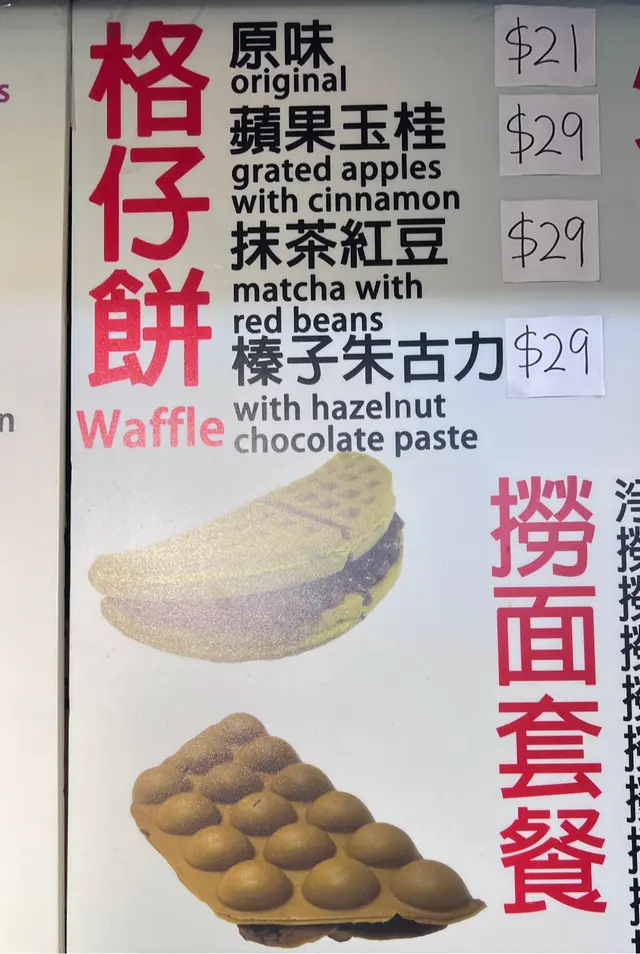 格仔餅
Waffle
原味 $21
original
蘋果玉桂 $29
grated apples
with cinnamon
抹茶紅豆 $29
matcha with
red beans
榛子朱古力 $29
with hazelnut
chocolate paste
撈面套餐